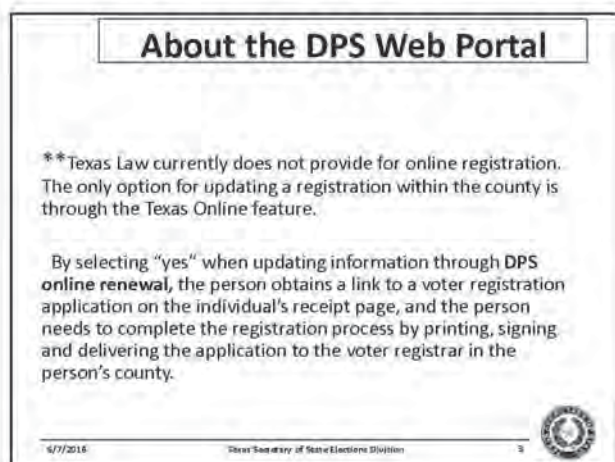 About the DPS Web Portal
**Texas Law currently does not provide for online registration.
The only option for updating a registration within the county is
through the Texas Online feature.
By selecting "yes" when updating information through DPS
online renewal, the person obtains a link to a voter registration
application on the individual's receipt page, and the person
needs to complete the registration process by printing, signing
and delivering the application to the voter registrar in the
person's county.
6/7/2016 Texas Secretary of State Elections Division 3